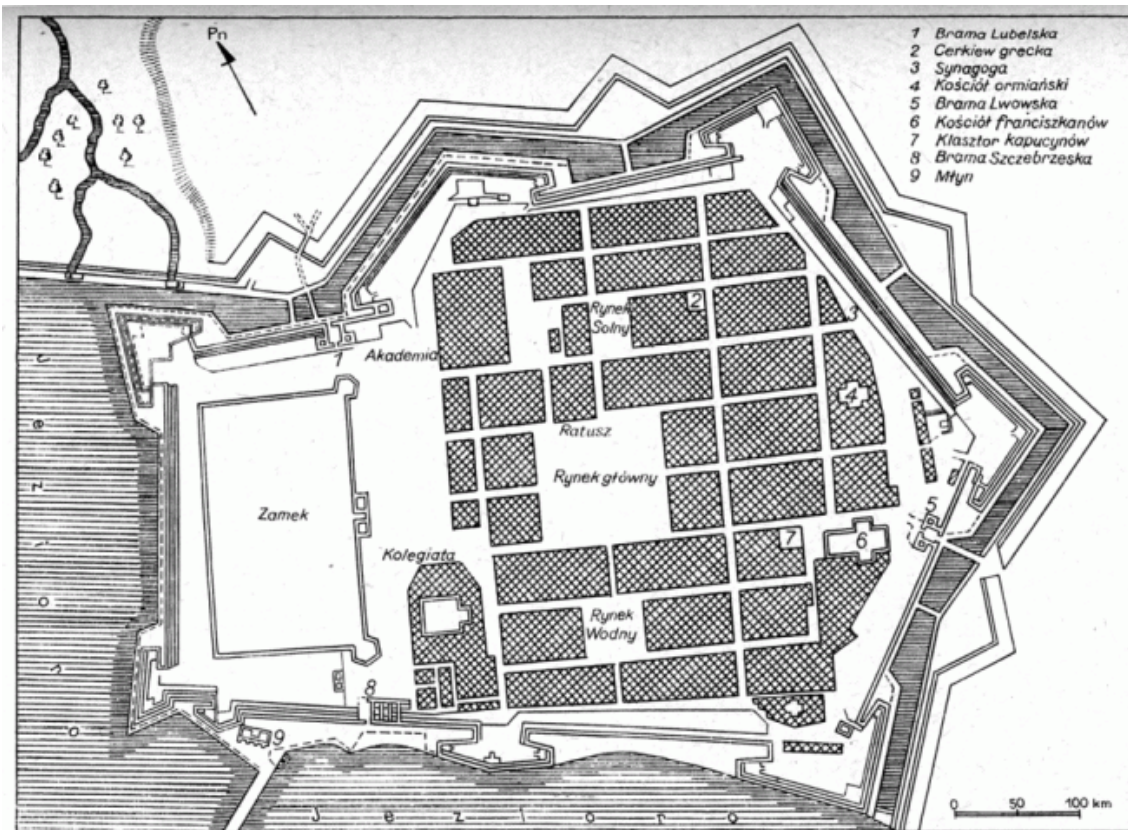 Pn
1 Brama Lubelska
2 Cerkiew grecka
3 Synagoga
4 Kościół ormiański
5 Brama Lwowska
6 Kościół franciszkanów
7 Klasztor kapucynów
8 Brama Szczebrzeska
9 Młyn
Rynek
Solny
2
3
1
Akademia
4
Ratusz
Rynek główny
Zamek
5
7
6
Kolegiata
Rynek
Wodny
8
9
Jezioro
0 50 100 km